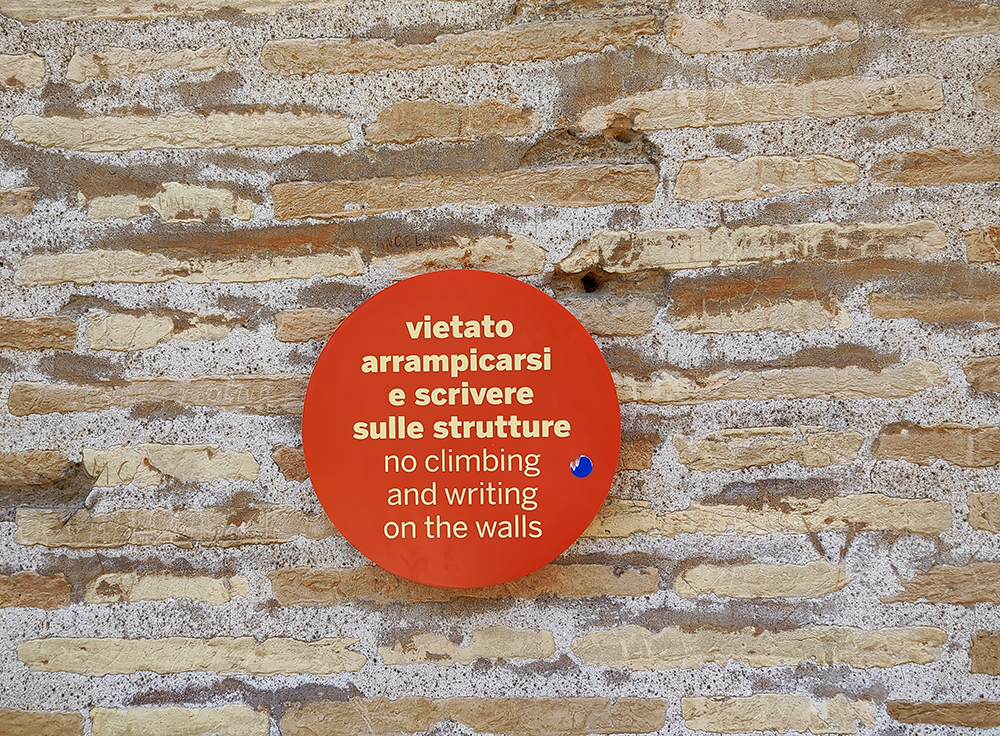 vietato
arrampicarsi
e scrivere
sulle strutture
no climbing
and writing
on the walls